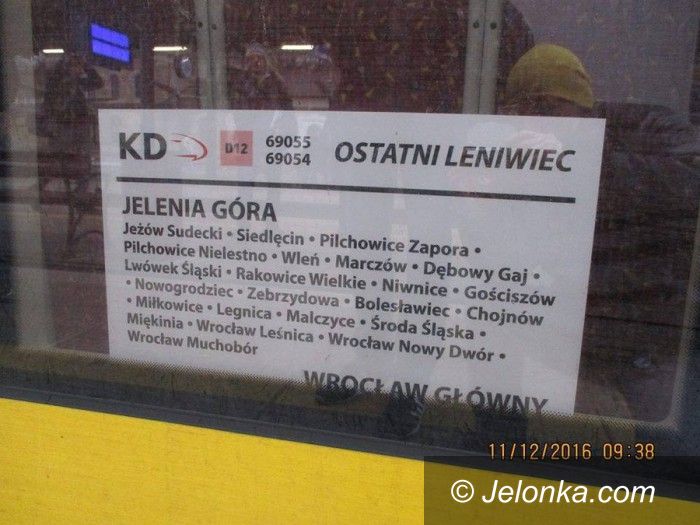 KD D12 69055 OSTATNI LENIWIEC
69054
JELENIA GÓRA
Jeżów Sudecki • Siedlęcin • Pilchowice Zapora •
Pilchowice Nielestno • Wleń • Marczów • Dębowy Gaj •
Lwówek Śląski • Rakowice Wielkie • Niwnice • Gościszów
• Nowogrodziec • Zebrzydowa • Bolesławiec • Chojnów
• Miłkowice • Legnica • Malczyce • Środa Śląska •
Miękinia • Wrocław Leśnica • Wrocław Nowy Dwór •
Wrocław Muchobór
WROCŁAW GŁÓWNY
11/12/2016 09:38
© Jelonka.com